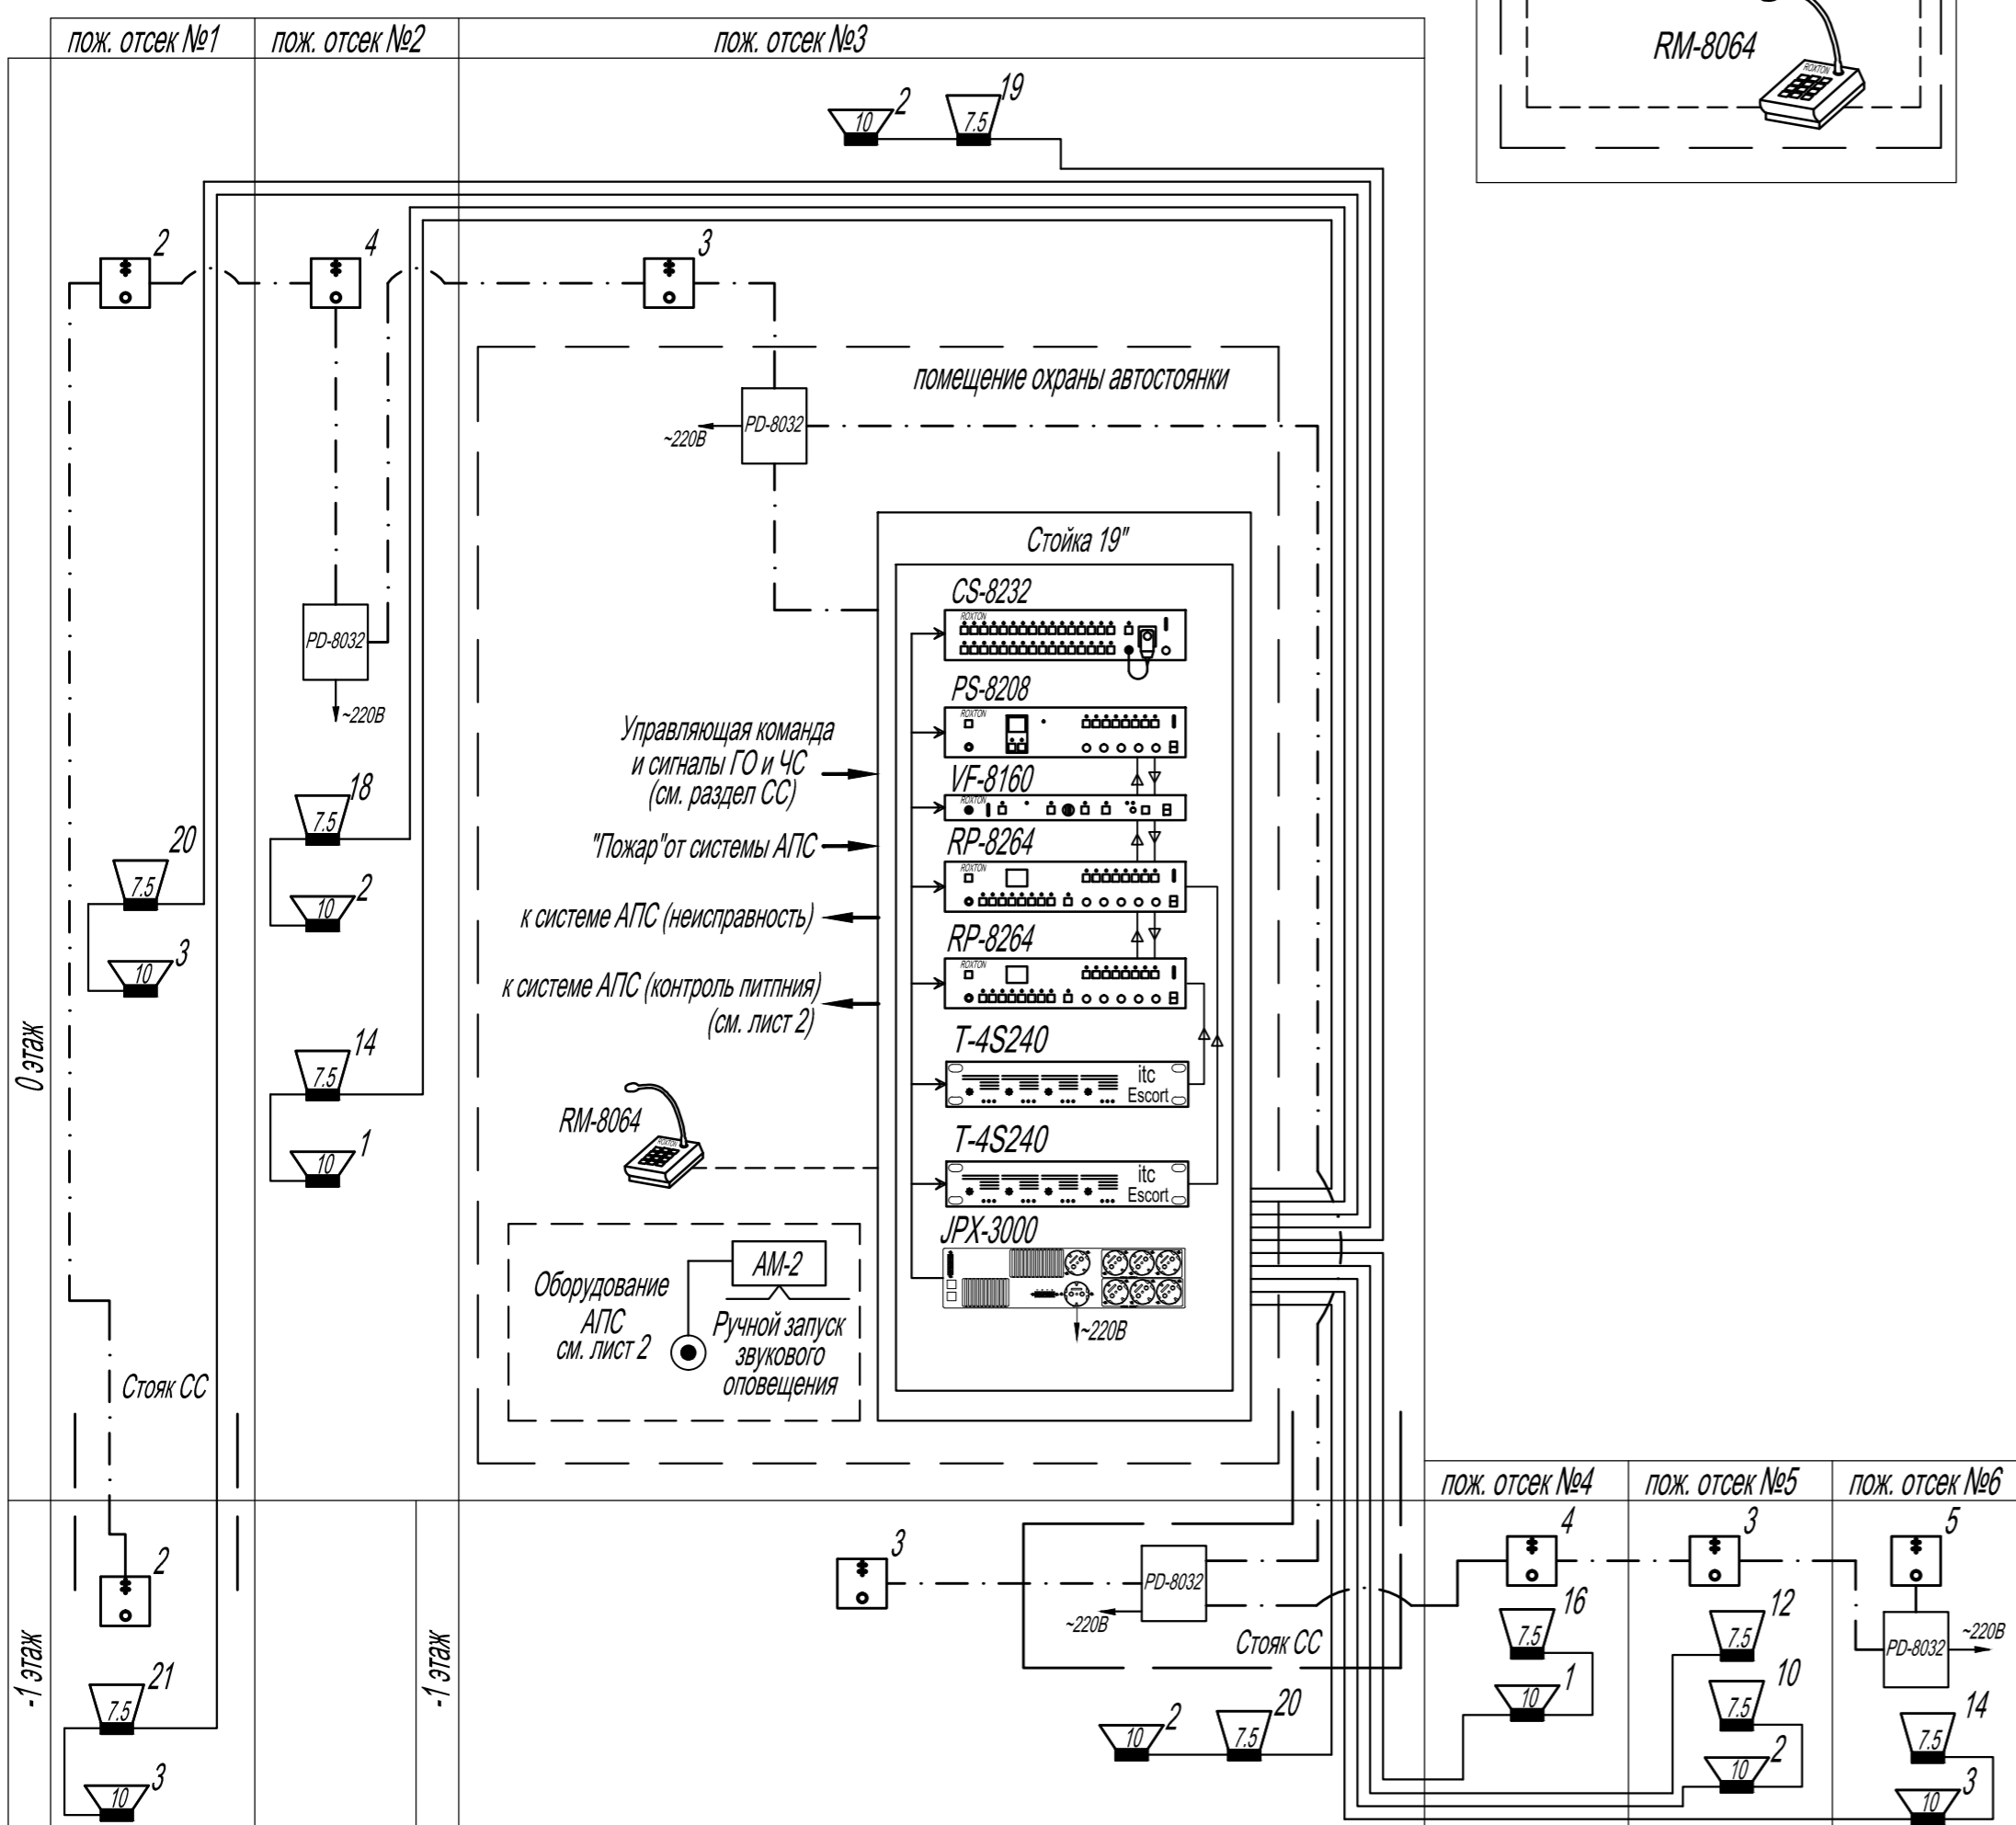 пож. отсек №1
пож. отсек №2
пож. отсек №3
RM-8064
ROXTON
10
2
7.5
19
2
4
3
помещение охраны автостоянки
PD-8032
~220В
Стойка 19"
CS-8232
ROXTON
PD-8032
~220В
PS-8208
ROXTON
Управляющая команда
и сигналы ГО и ЧС
(см. раздел СС)
VF-8160
ROXTON
18
7.5
"Пожар"от системы АПС
RP-8264
ROXTON
20
7.5
2
10
к системе АПС (неисправность)
RP-8264
ROXTON
3
10
к системе АПС (контроль питпния)
(см. лист 2)
0 этаж
14
7.5
T-4S240
itc
Escort
RM-8064
ROXTON
1
10
T-4S240
itc
Escort
JPX-3000
Оборудование
АПС
см. лист 2
АМ-2
Ручной запуск
звукового
оповещения
~220В
Стояк СС
пож. отсек №4
пож. отсек №5
пож. отсек №6
-1 этаж
2
-1 этаж
3
PD-8032
~220В
Стояк СС
4
3
5
16
7.5
12
7.5
PD-8032
~220В
21
7.5
1
10
10
7.5
14
7.5
3
10
2
10
20
7.5
2
10
3
10